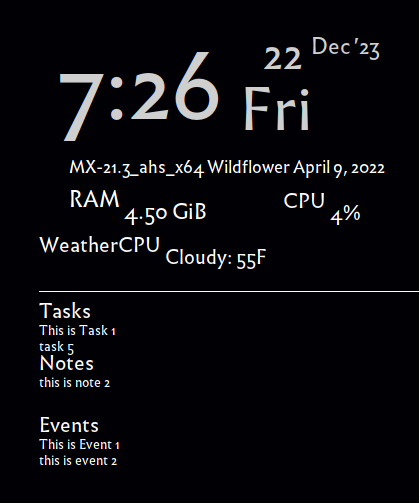 7:26 22 Dec '23
Fri
MX-21.3_ahs_x64 Wildflower April 9, 2022
RAM 4.50 GiB CPU 4%
WeatherCPU Cloudy: 55F
Tasks
This is Task 1
task 5
Notes
this is note 2
Events
This is Event 1
this is event 2